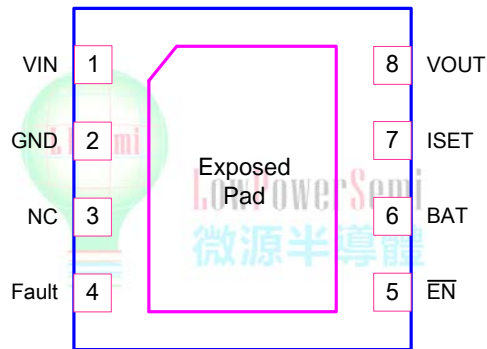 VIN 1 8 VOUT
GND 2 7 ISET
Exposed
Pad
LowPowerSemi
NC 3 6 BAT
微源半導體
Fault 4 5 E̅N̅